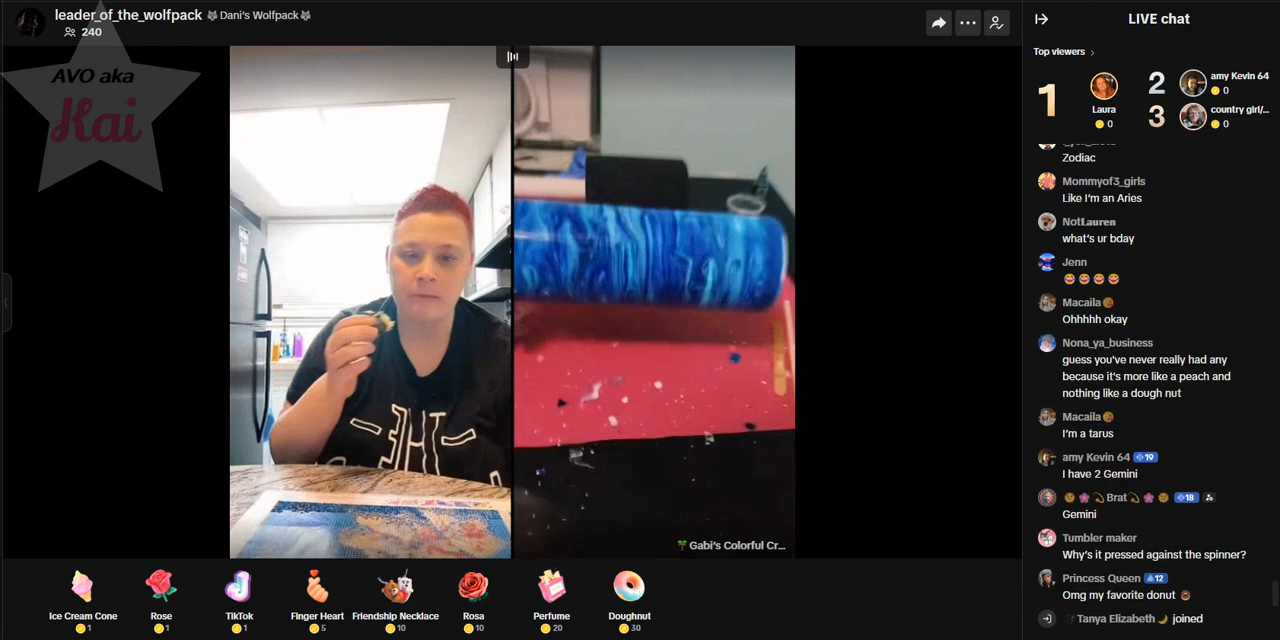 leader_of_the_wolfpack 🐺Dani's Wolfpack🐺
240
AVO aka
Kai
Gabi's Colorful Cr...
Ice Cream Cone
1
Rose
1
TikTok
1
Finger Heart
5
Friendship Necklace
10
Rosa
10
Perfume
20
Doughnut
30
LIVE chat
Top viewers
1
Laura
0
2
amy Kevin 64
0
3
country girl/...
0
Zodiac
Mommyof3_girls
Like I'm an Aries
NotLauren
what's ur bday
Jenn
😂😂😂😂
Macaila
Ohhhhh okay
Nona_ya_business
guess you've never really had any
because it's more like a peach and
nothing like a dough nut
Macaila
I'm a tarus
amy Kevin 64 19
I have 2 Gemini
Brat 18
Gemini
Tumbler maker
Why's it pressed against the spinner?
Princess Queen 12
Omg my favorite donut
Tanya Elizabeth 🌙 joined